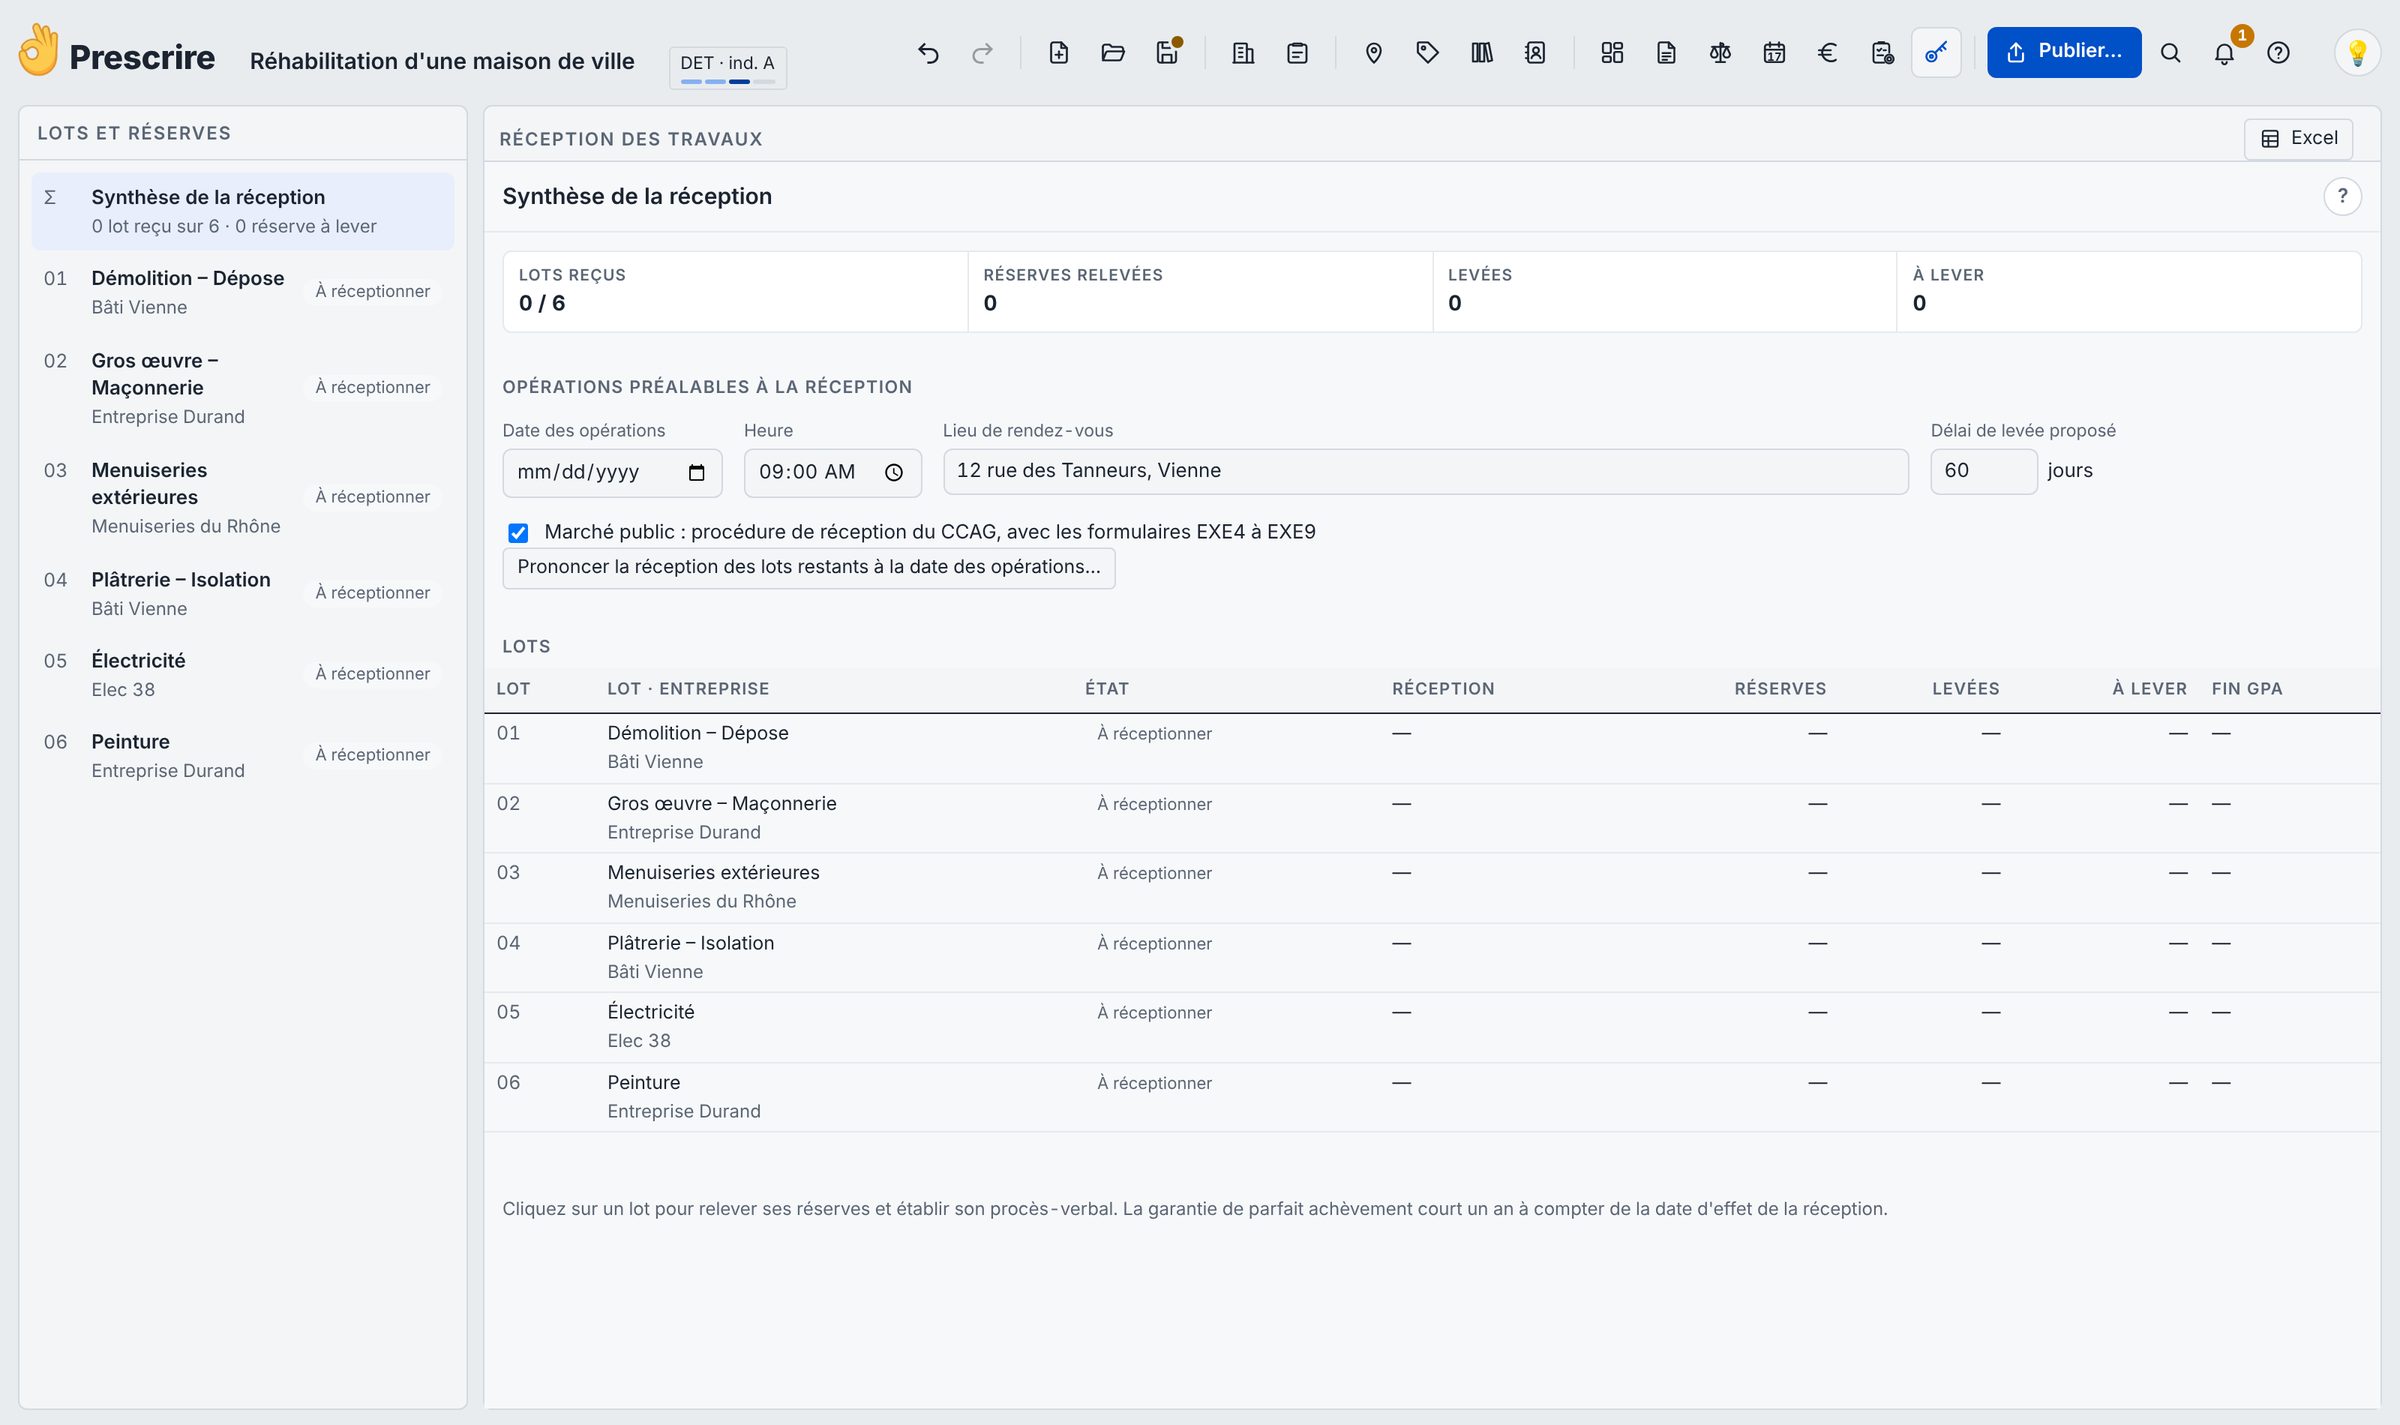 Prescrire
Réhabilitation d'une maison de ville
DET · ind. A
17
Publier...
1
LOTS ET RÉSERVES
Σ Synthèse de la réception
0 lot reçu sur 6 · 0 réserve à lever
01 Démolition – Dépose
Bâti Vienne
À réceptionner
02 Gros œuvre –
Maçonnerie
Entreprise Durand
À réceptionner
03 Menuiseries
extérieures
Menuiseries du Rhône
À réceptionner
04 Plâtrerie – Isolation
Bâti Vienne
À réceptionner
05 Électricité
Elec 38
À réceptionner
06 Peinture
Entreprise Durand
À réceptionner
RÉCEPTION DES TRAVAUX
Excel
Synthèse de la réception
?
LOTS REÇUS RÉSERVES RELEVÉES LEVÉES À LEVER
0 / 6 0 0 0
OPÉRATIONS PRÉALABLES À LA RÉCEPTION
Date des opérations Heure Lieu de rendez-vous Délai de levée proposé
mm/dd/yyyy 09:00 AM 12 rue des Tanneurs, Vienne 60 jours
Marché public : procédure de réception du CCAG, avec les formulaires EXE4 à EXE9
Prononcer la réception des lots restants à la date des opérations...
LOTS
LOT LOT · ENTREPRISE ÉTAT RÉCEPTION RÉSERVES LEVÉES À LEVER FIN GPA
01 Démolition – Dépose À réceptionner — — — — —
Bâti Vienne
02 Gros œuvre – Maçonnerie À réceptionner — — — — —
Entreprise Durand
03 Menuiseries extérieures À réceptionner — — — — —
Menuiseries du Rhône
04 Plâtrerie – Isolation À réceptionner — — — — —
Bâti Vienne
05 Électricité À réceptionner — — — — —
Elec 38
06 Peinture À réceptionner — — — — —
Entreprise Durand
Cliquez sur un lot pour relever ses réserves et établir son procès-verbal. La garantie de parfait achèvement court un an à compter de la date d'effet de la réception.